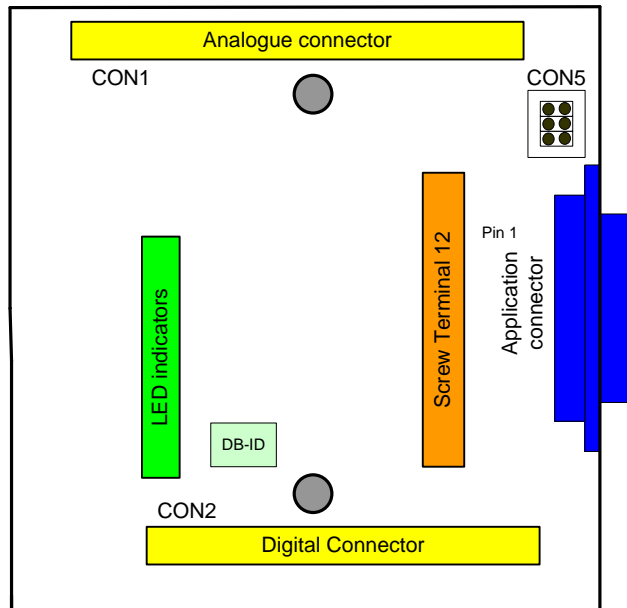 Analogue connector
CON1
CON5
Pin 1
Application
connector
Screw Terminal 12
LED indicators
DB-ID
CON2
Digital Connector